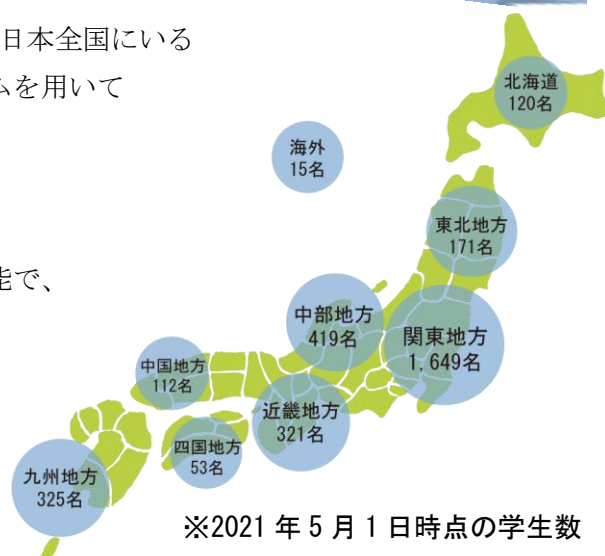 日本全国にいる
ムを用いて
能で、
北海道
120名
海外
15名
東北地方
171名
中部地方
419名
関東地方
1,649名
中国地方
112名
近畿地方
321名
四国地方
53名
九州地方
325名
※2021年5月1日時点の学生数